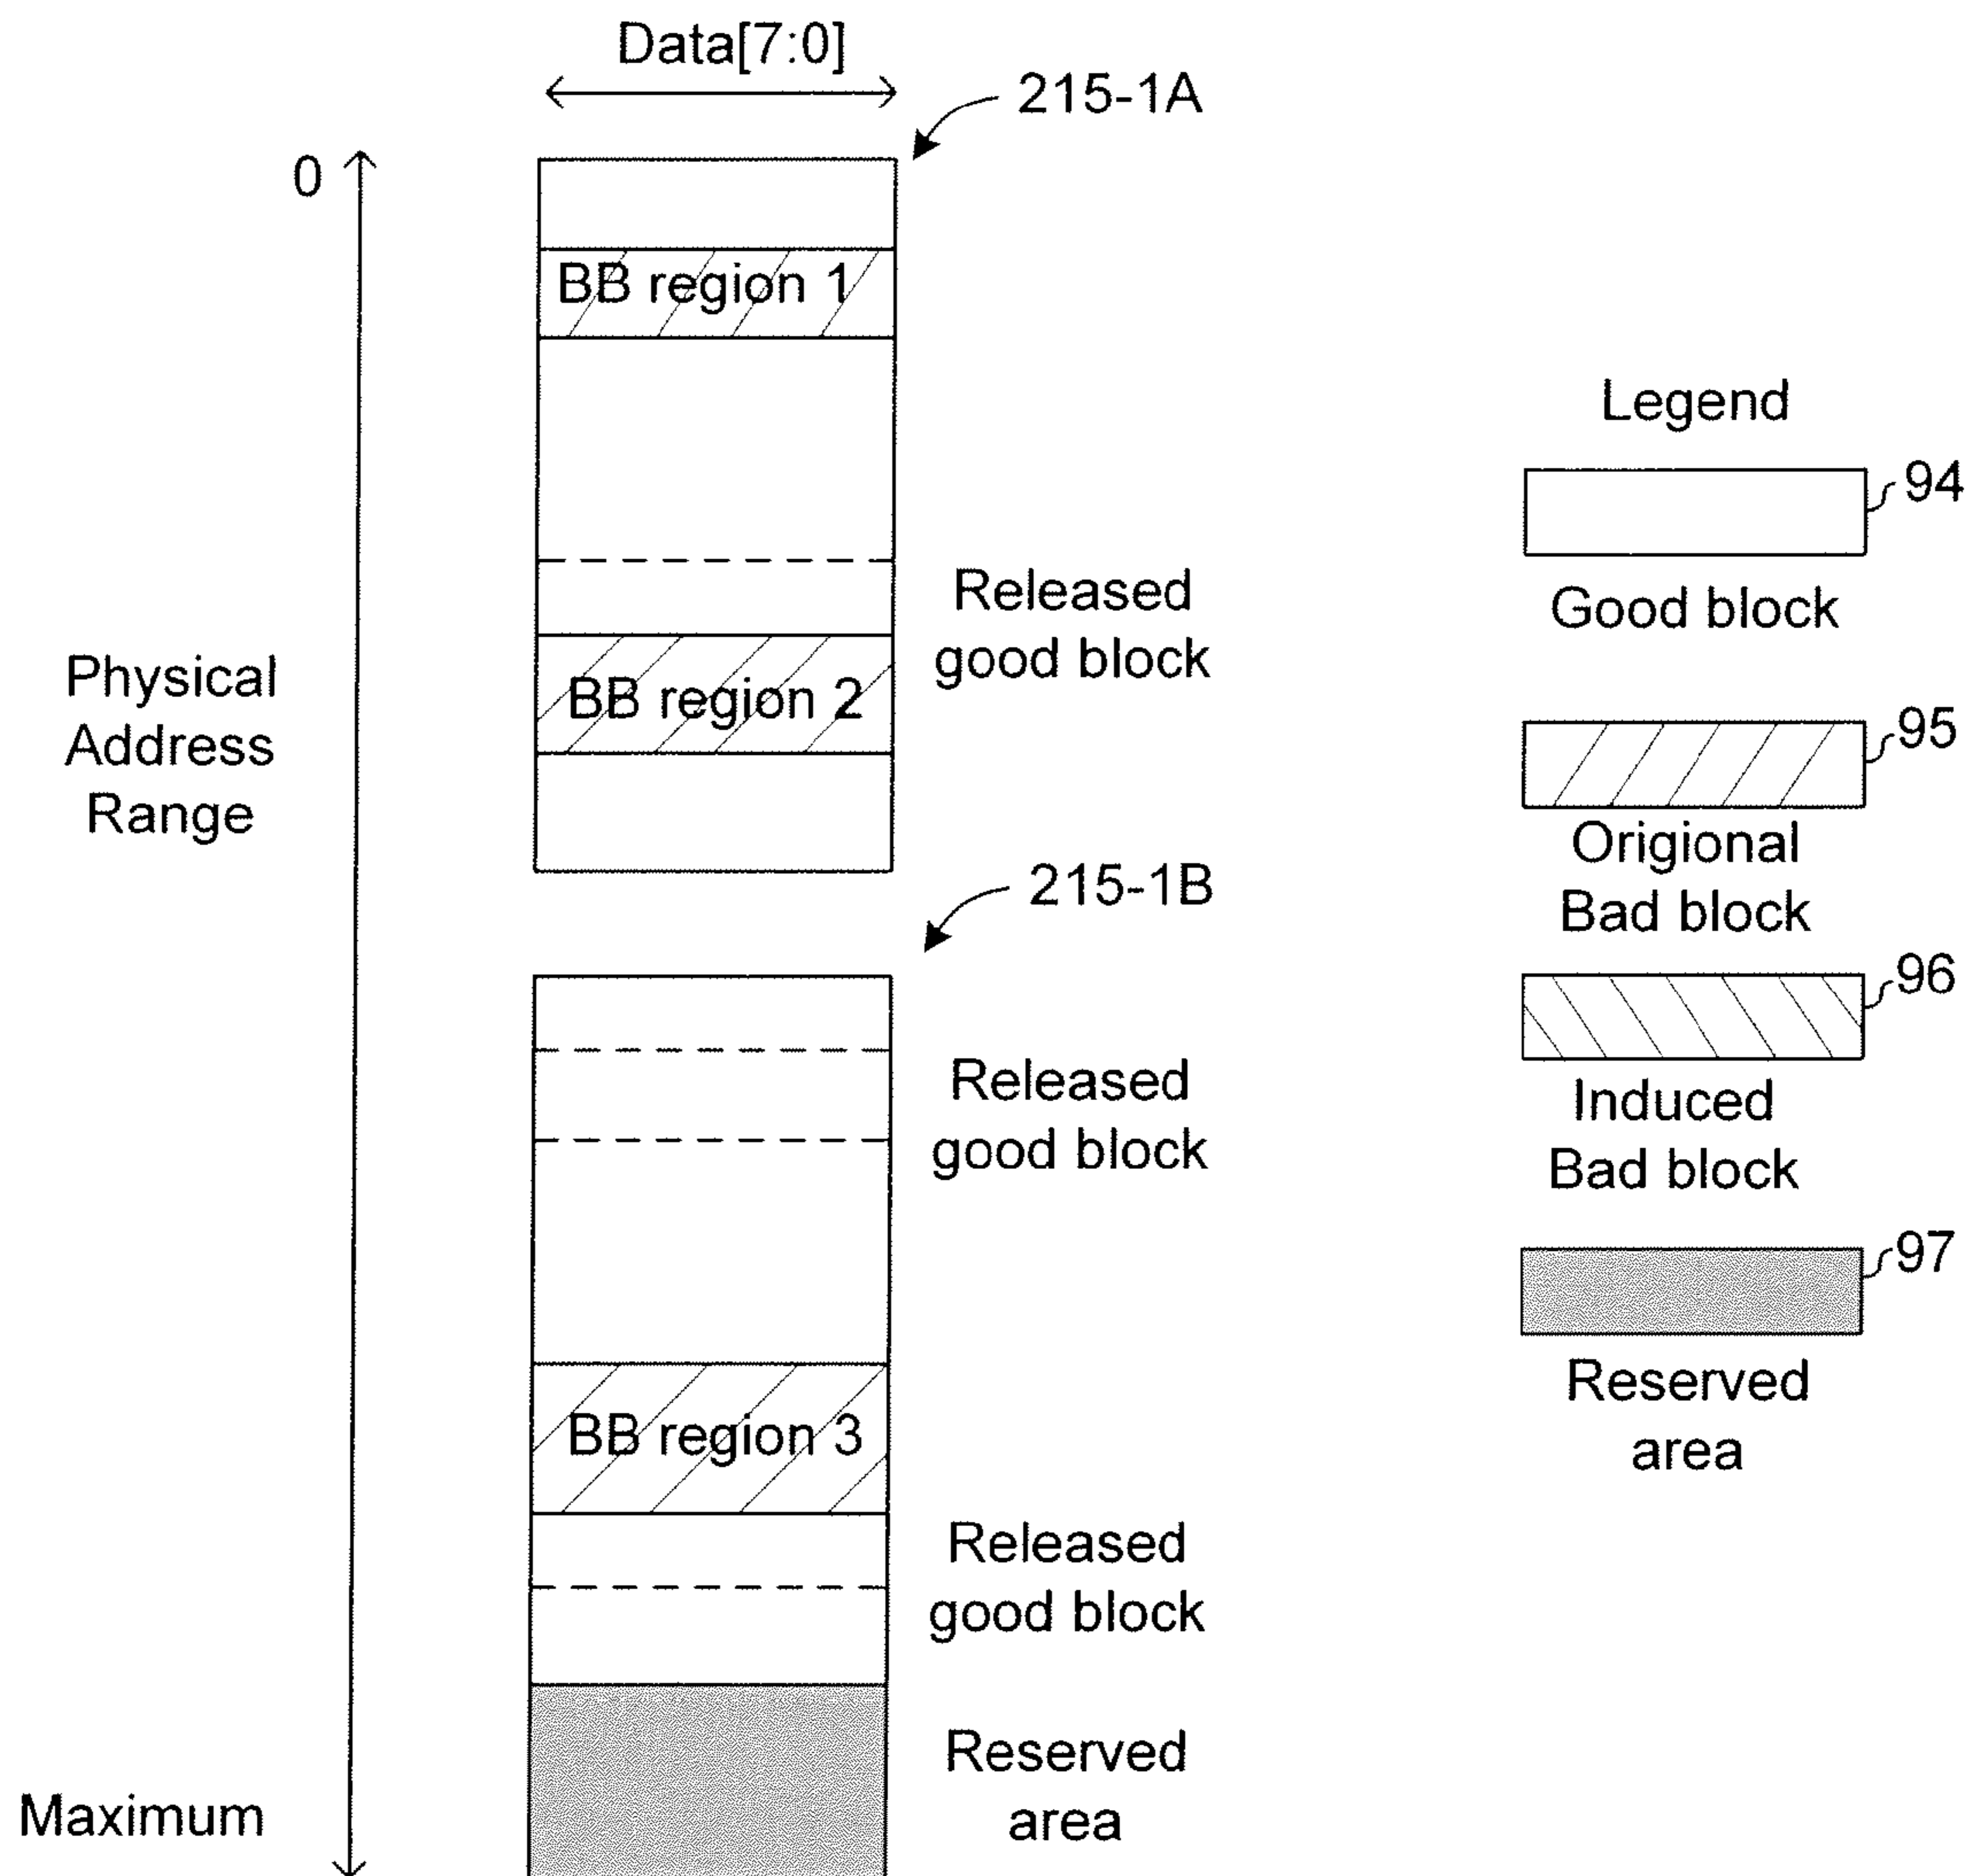 Data[7:0]
215-1A
0
BB region 1
Released
good block
BB region 2
Physical
Address
Range
215-1B
Released
good block
BB region 3
Released
good block
Reserved
area
Maximum
Legend
94
Good block
95
Origional
Bad block
96
Induced
Bad block
97
Reserved
area